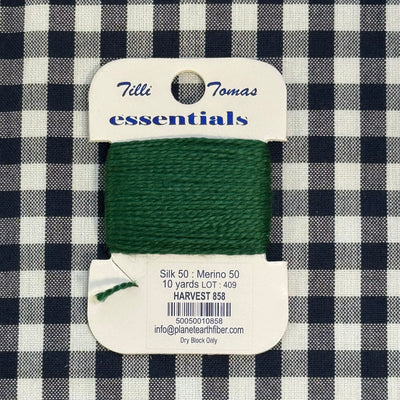 Tilli Tomas
essentials
Silk 50 : Merino 50
10 yards LOT : 409
HARVEST 858
50050010858
info@planetearthfiber.com
Dry Block Only